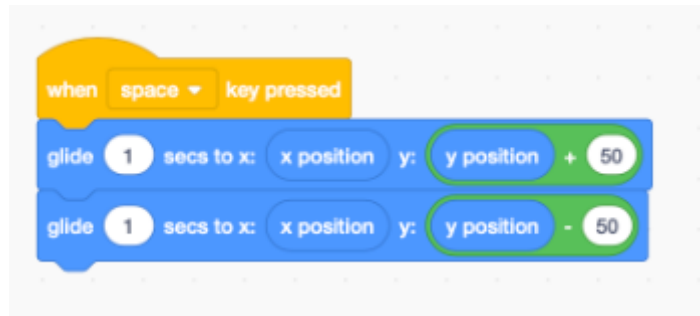 when space key pressed
glide 1 secs to x: x position y: y position + 50
glide 1 secs to x: x position y: y position - 50